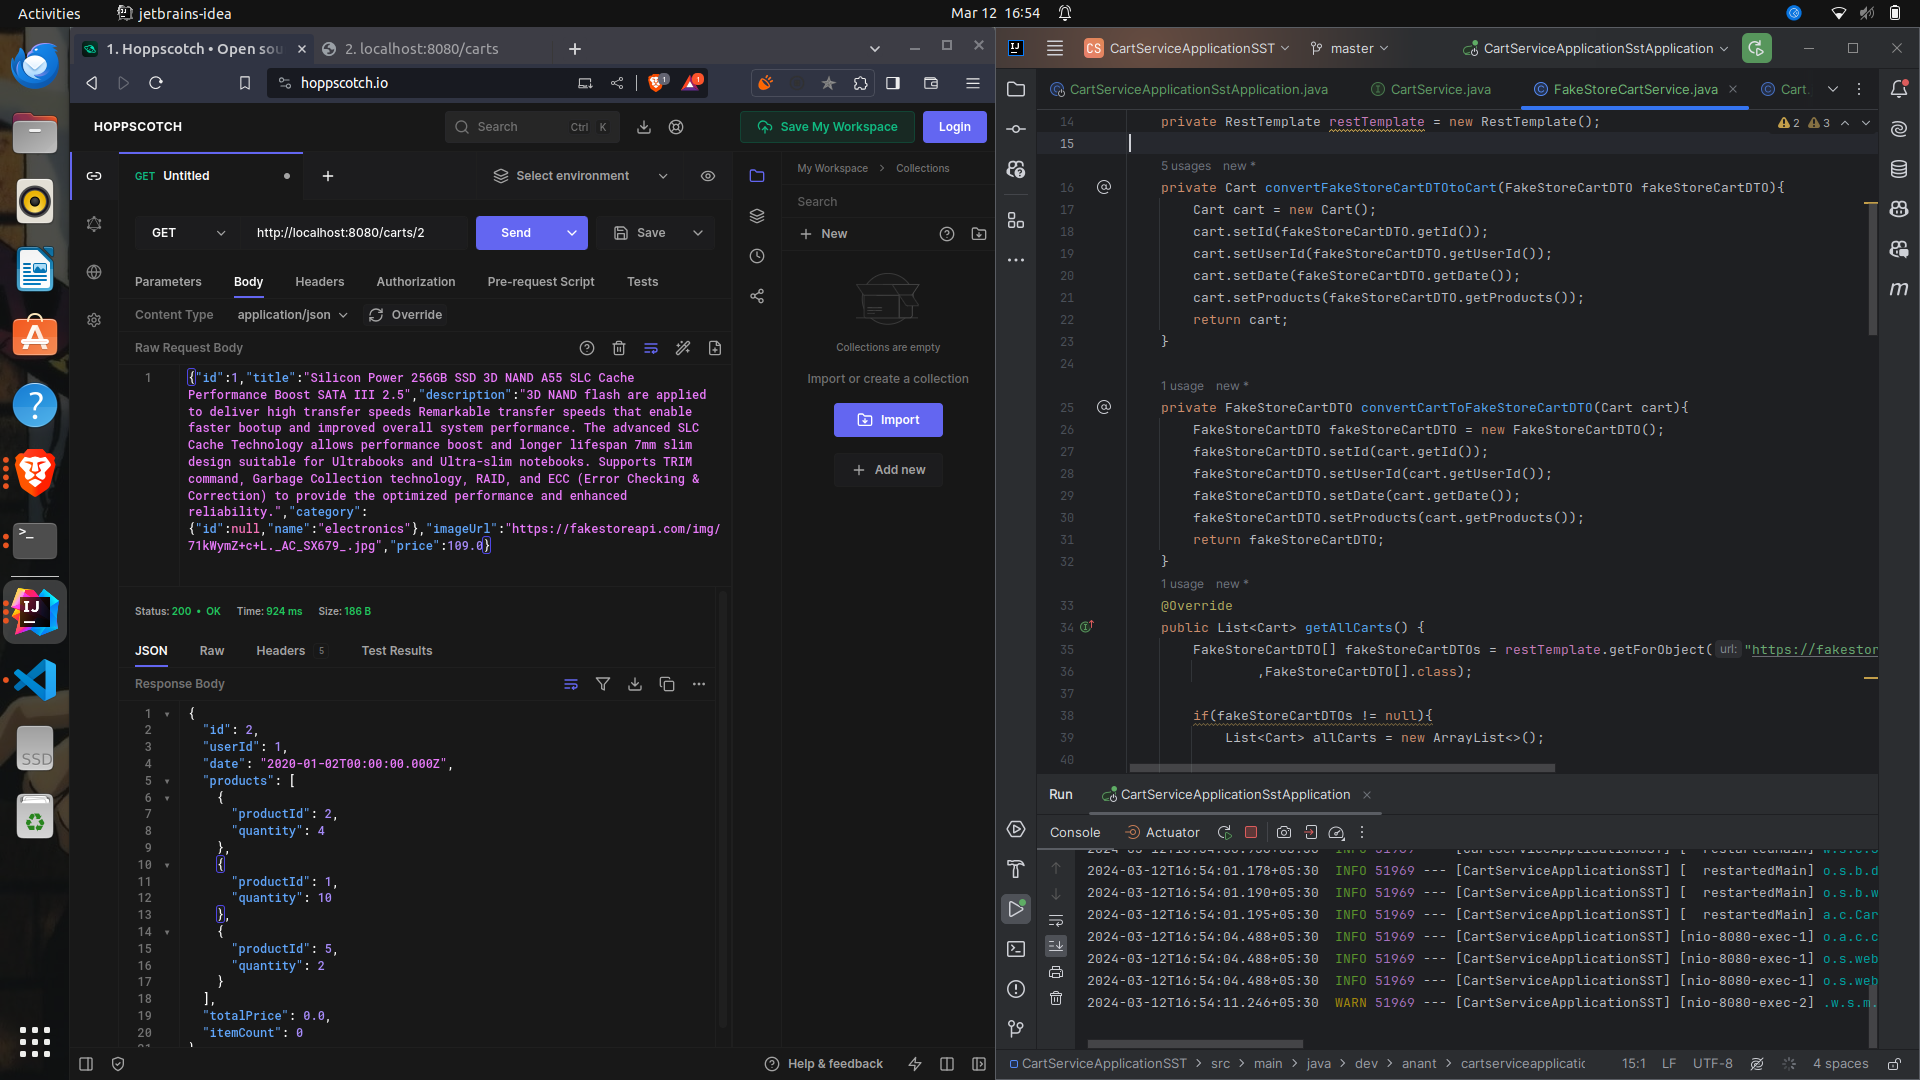 Activities
jetbrains-idea
Mar 12 16:54
1. Hoppscotch • Open sou
2. localhost:8080/carts
hoppscotch.io
1
1
HOPPSCOTCH
Search
Ctrl K
Save My Workspace
Login
GET Untitled
Select environment
GET
http://localhost:8080/carts/2
Send
Save
Parameters
Body
Headers
Authorization
Pre-request Script
Tests
Content Type
application/json
Override
Raw Request Body
1
{"id":1,"title":"Silicon Power 256GB SSD 3D NAND A55 SLC Cache
Performance Boost SATA III 2.5","description":"3D NAND flash are applied
to deliver high transfer speeds Remarkable transfer speeds that enable
faster bootup and improved overall system performance. The advanced SLC
Cache Technology allows performance boost and longer lifespan 7mm slim
design suitable for Ultrabooks and Ultra-slim notebooks. Supports TRIM
command, Garbage Collection technology, RAID, and ECC (Error Checking &
Correction) to provide the optimized performance and enhanced
reliability.","category":
{"id":null,"name":"electronics"},"imageUrl":"https://fakestoreapi.com/img/
71kWymZ+c+L._AC_SX679_.jpg","price":109.0}
Status: 200 • OK Time: 924 ms Size: 186 B
JSON
Raw
Headers 5
Test Results
Response Body
1 {
2 "id": 2,
3 "userId": 1,
4 "date": "2020-01-02T00:00:00.000Z",
5 "products": [
6 {
7 "productId": 2,
8 "quantity": 4
9 },
10 {
11 "productId": 1,
12 "quantity": 10
13 },
14 {
15 "productId": 5,
16 "quantity": 2
17 }
18 ],
19 "totalPrice": 0.0,
20 "itemCount": 0
Help & feedback
My Workspace > Collections
Search
New
Collections are empty
Import or create a collection
Import
Add new
SSD
IJ
CS CartServiceApplicationSST
master
CartServiceApplicationSstApplication
CartServiceApplicationSstApplication.java
CartService.java
FakeStoreCartService.java
Cart.
2
3
14 private RestTemplate restTemplate = new RestTemplate();
15
5 usages new *
16 private Cart convertFakeStoreCartDTOtoCart(FakeStoreCartDTO fakeStoreCartDTO){
17 Cart cart = new Cart();
18 cart.setId(fakeStoreCartDTO.getId());
19 cart.setUserId(fakeStoreCartDTO.getUserId());
20 cart.setDate(fakeStoreCartDTO.getDate());
21 cart.setProducts(fakeStoreCartDTO.getProducts());
22 return cart;
23 }
24
1 usage new *
25 private FakeStoreCartDTO convertCartToFakeStoreCartDTO(Cart cart){
26 FakeStoreCartDTO fakeStoreCartDTO = new FakeStoreCartDTO();
27 fakeStoreCartDTO.setId(cart.getId());
28 fakeStoreCartDTO.setUserId(cart.getUserId());
29 fakeStoreCartDTO.setDate(cart.getDate());
30 fakeStoreCartDTO.setProducts(cart.getProducts());
31 return fakeStoreCartDTO;
32 }
1 usage new *
33 @Override
34 public List<Cart> getAllCarts() {
35 FakeStoreCartDTO[] fakeStoreCartDTOs = restTemplate.getForObject( url: "https://fakestor
36 ,FakeStoreCartDTO[].class);
37
38 if(fakeStoreCartDTOs != null){
39 List<Cart> allCarts = new ArrayList<>();
40
Run
CartServiceApplicationSstApplication
Console
Actuator
2024-03-12T16:54:01.178+05:30 INFO 51969 --- [CartServiceApplicationSST] [ restartedMain] o.s.b.d
2024-03-12T16:54:01.190+05:30 INFO 51969 --- [CartServiceApplicationSST] [ restartedMain] o.s.b.w
2024-03-12T16:54:01.195+05:30 INFO 51969 --- [CartServiceApplicationSST] [ restartedMain] a.c.Car
2024-03-12T16:54:04.488+05:30 INFO 51969 --- [CartServiceApplicationSST] [nio-8080-exec-1] o.a.c.c
2024-03-12T16:54:04.488+05:30 INFO 51969 --- [CartServiceApplicationSST] [nio-8080-exec-1] o.s.web
2024-03-12T16:54:04.488+05:30 INFO 51969 --- [CartServiceApplicationSST] [nio-8080-exec-1] o.s.web
2024-03-12T16:54:11.246+05:30 WARN 51969 --- [CartServiceApplicationSST] [nio-8080-exec-2] .w.s.m.
CartServiceApplicationSST > src > main > java > dev > anant > cartserviceapplicatic
15:1 LF UTF-8 4 spaces